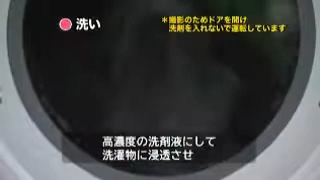 洗い
＊撮影のためドアを開け
洗剤を入れないで運転しています
高濃度の洗剤液にして
洗濯物に浸透させ